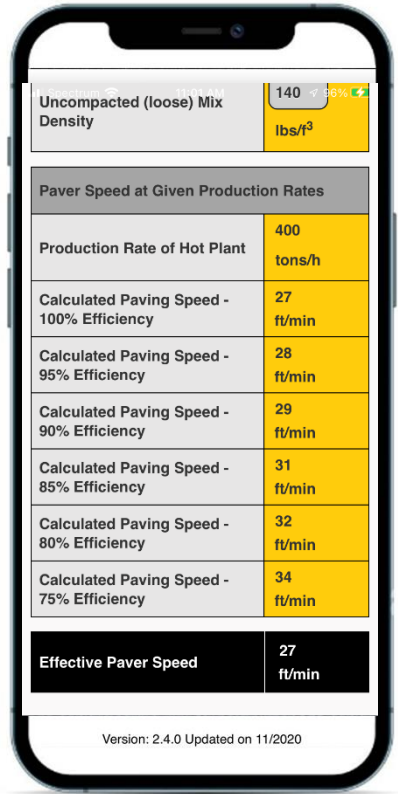 Spectrum 11:01 AM 96%
Uncompacted (loose) Mix
Density
140
lbs/f3
Paver Speed at Given Production Rates
Production Rate of Hot Plant
400
tons/h
Calculated Paving Speed -
100% Efficiency
27
ft/min
Calculated Paving Speed -
95% Efficiency
28
ft/min
Calculated Paving Speed -
90% Efficiency
29
ft/min
Calculated Paving Speed -
85% Efficiency
31
ft/min
Calculated Paving Speed -
80% Efficiency
32
ft/min
Calculated Paving Speed -
75% Efficiency
34
ft/min
Effective Paver Speed
27
ft/min
Version: 2.4.0 Updated on 11/2020